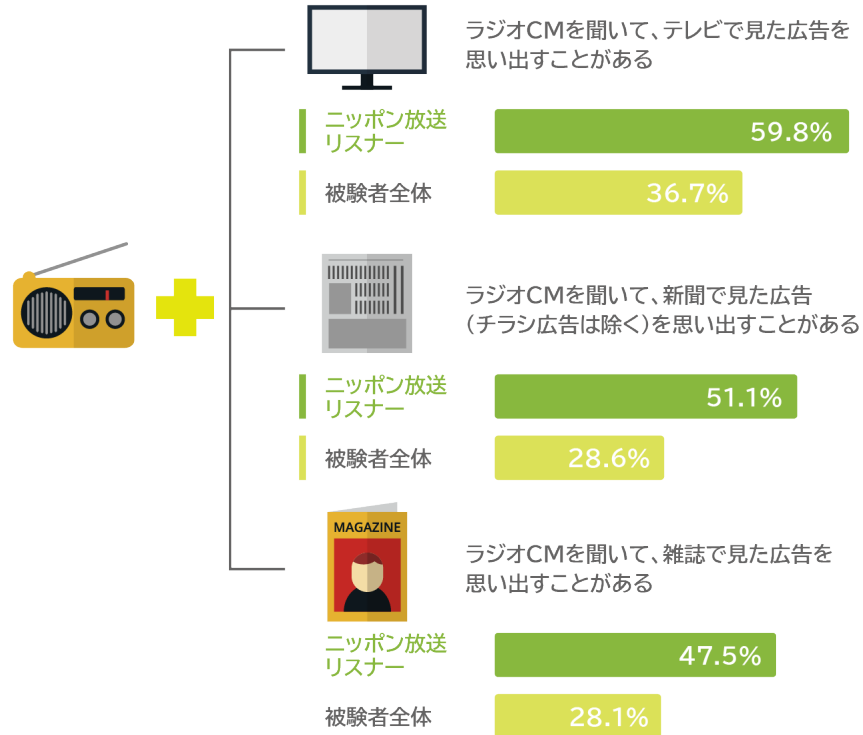 ラジオCMを聞いて、テレビで見た広告を
思い出すことがある
ニッポン放送
リスナー
59.8%
被験者全体
36.7%
ラジオCMを聞いて、新聞で見た広告
（チラシ広告は除く）を思い出すことがある
ニッポン放送
リスナー
51.1%
被験者全体
28.6%
MAGAZINE
ラジオCMを聞いて、雑誌で見た広告を
思い出すことがある
ニッポン放送
リスナー
47.5%
被験者全体
28.1%